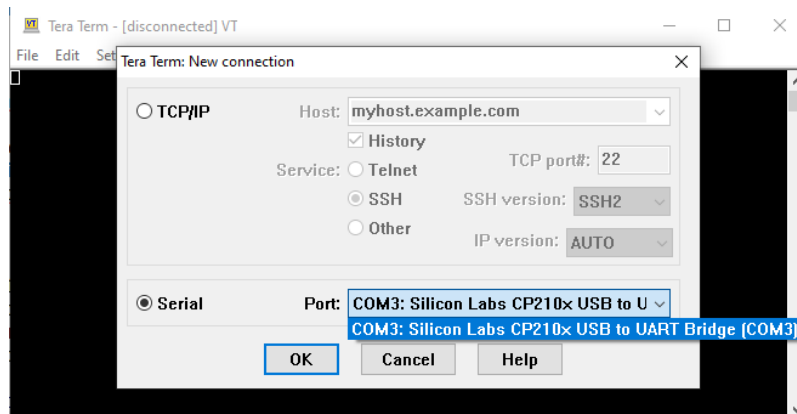 VT Tera Term - [disconnected] VT
File Edit Set
Tera Term: New connection
TCP/IP Host: myhost.example.com
History
Service: Telnet TCP port#: 22
SSH SSH version: SSH2
Other IP version: AUTO
Serial Port: COM3: Silicon Labs CP210x USB to U
COM3: Silicon Labs CP210x USB to UART Bridge (COM3)
OK Cancel Help